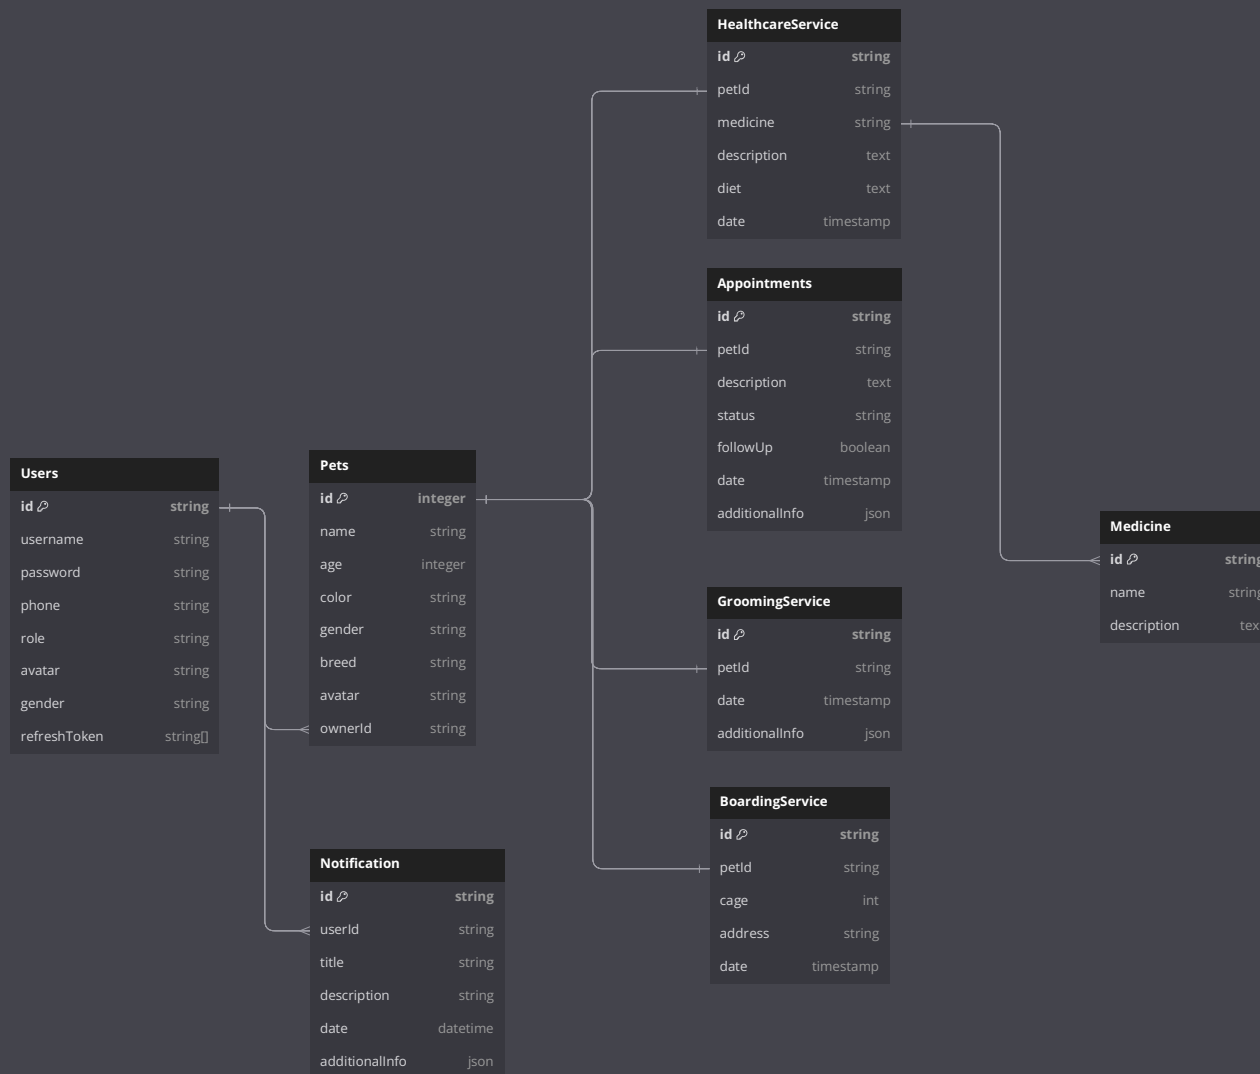 HealthcareService
id string
petId string
medicine string
description text
diet text
date timestamp
Appointments
id string
petId string
description text
status string
followUp boolean
date timestamp
additionalInfo json
Users
id string
username string
password string
phone string
role string
avatar string
gender string
refreshToken string[]
Pets
id integer
name string
age integer
color string
gender string
breed string
avatar string
ownerId string
Medicine
id string
name string
description tex
GroomingService
id string
petId string
date timestamp
additionalInfo json
BoardingService
id string
petId string
cage int
address string
date timestamp
Notification
id string
userId string
title string
description string
date datetime
additionalInfo json